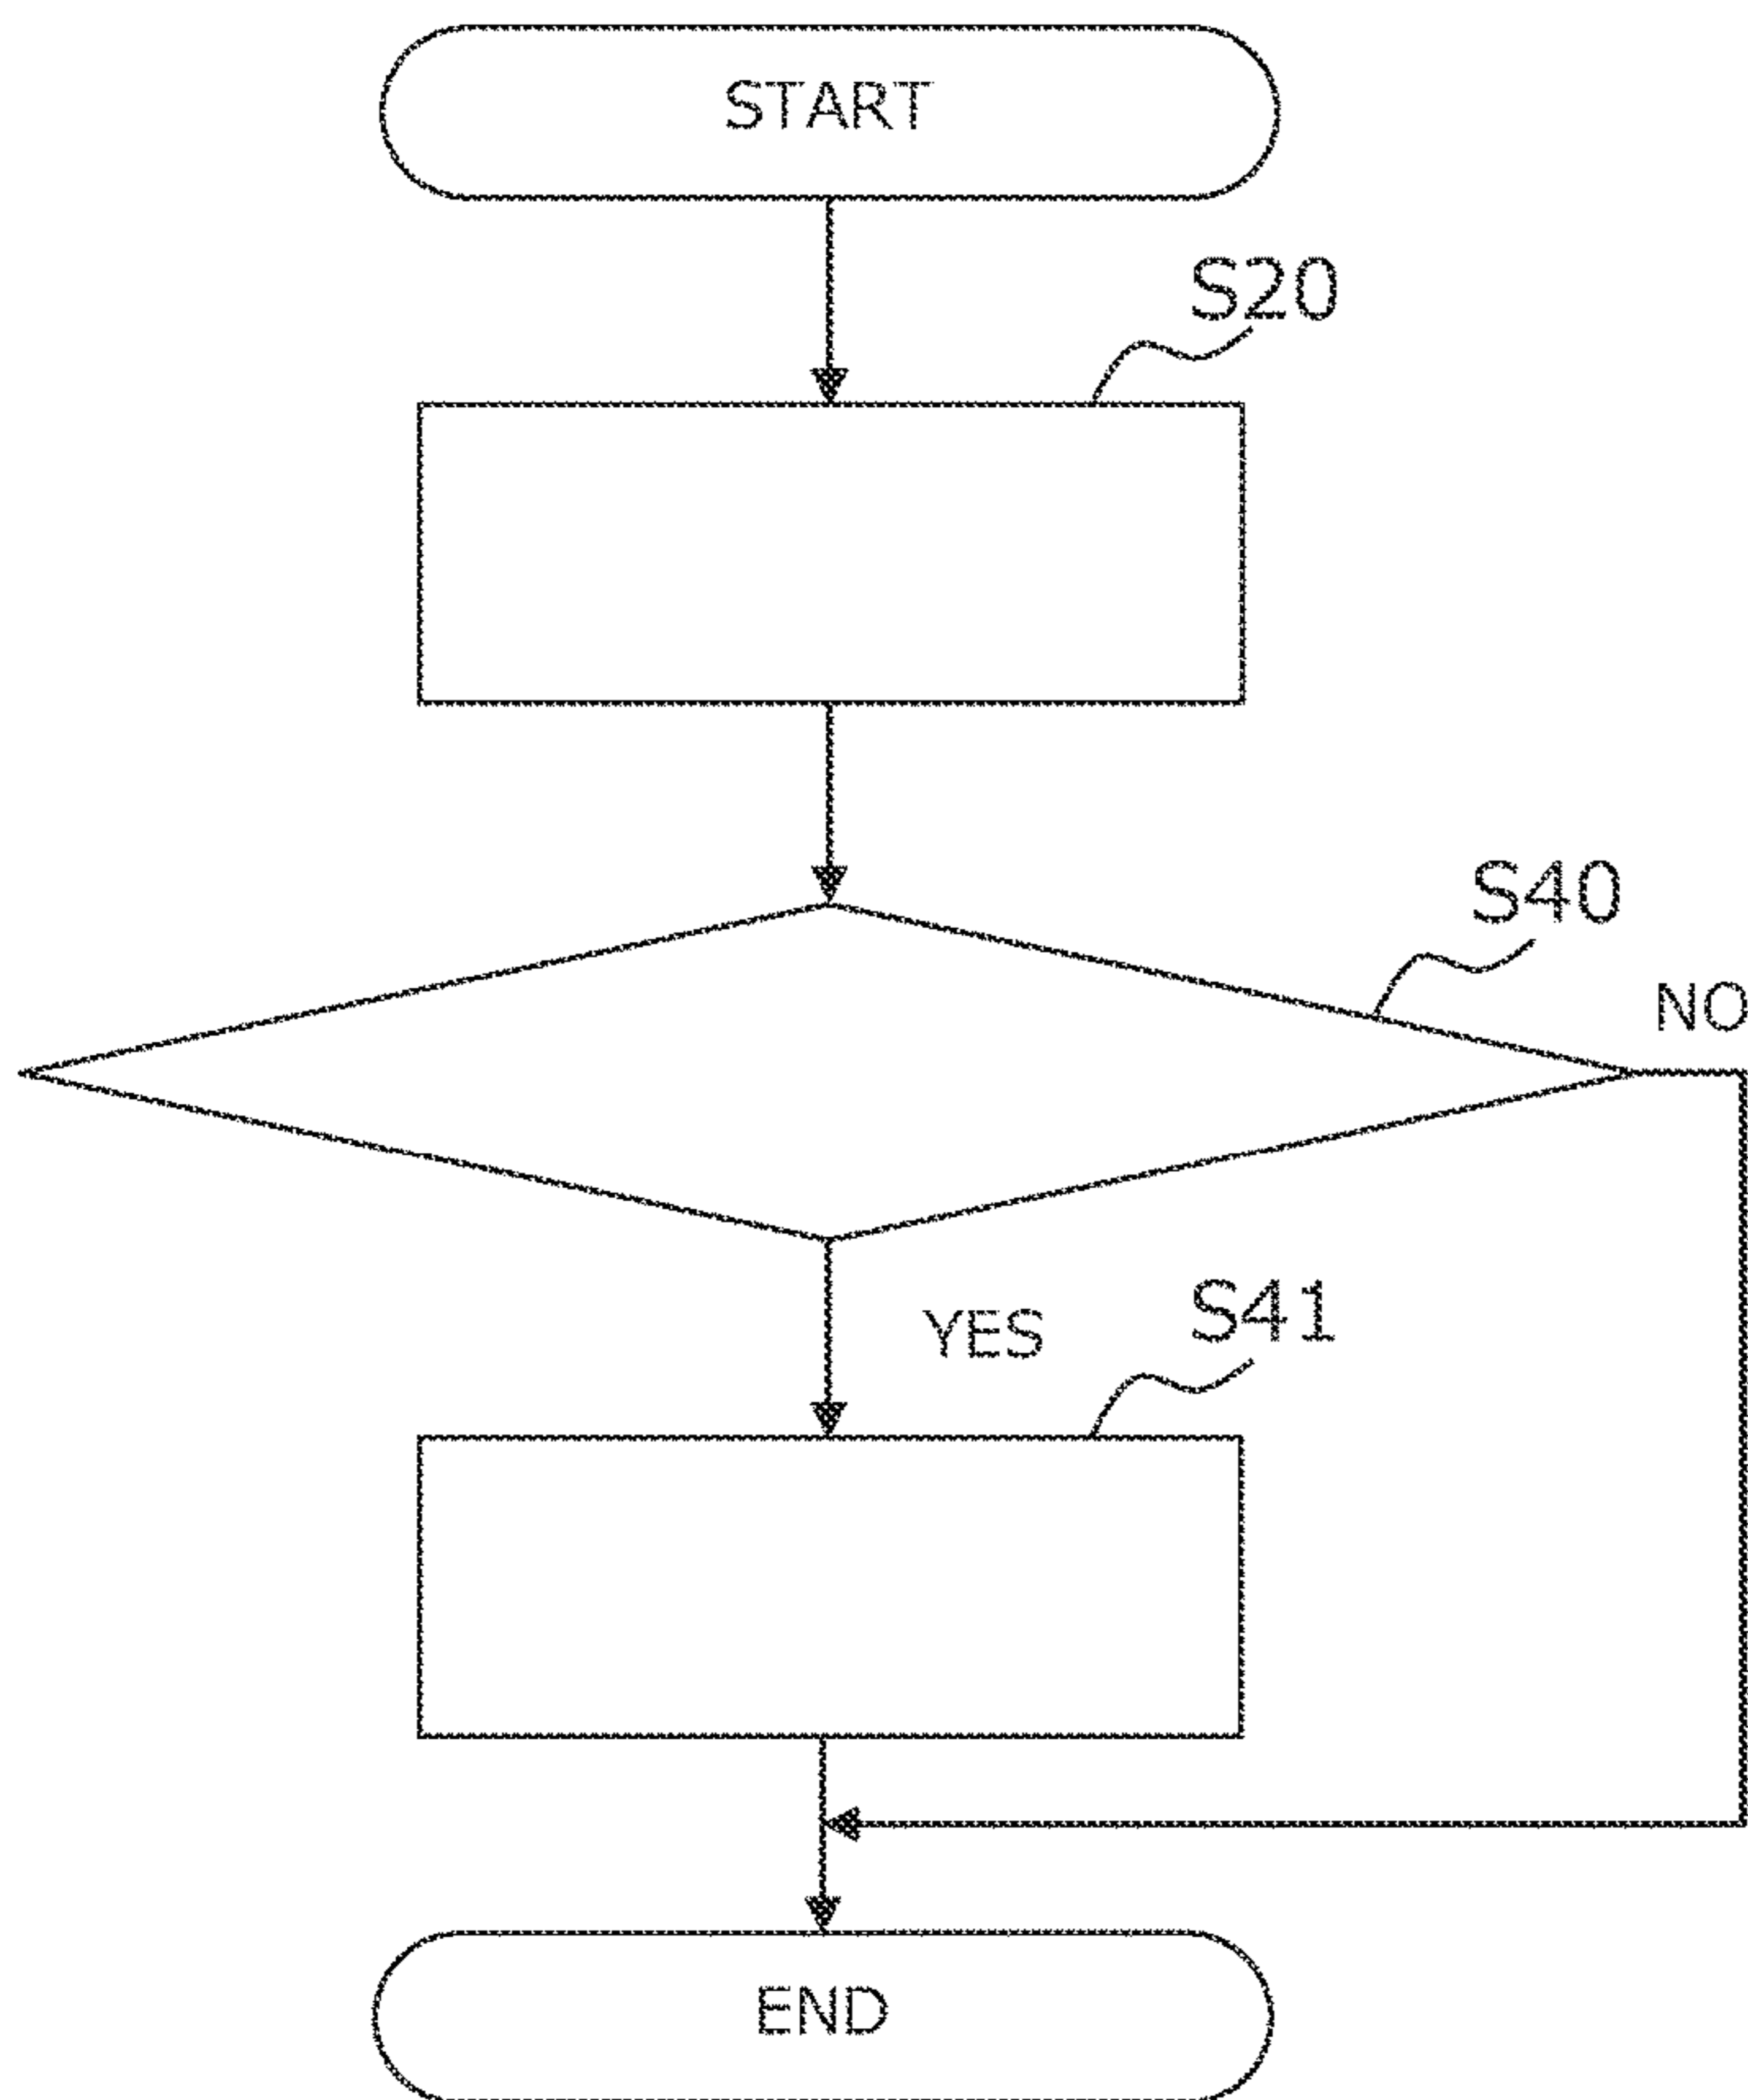 START
S20
S40
NO
YES
S41
END